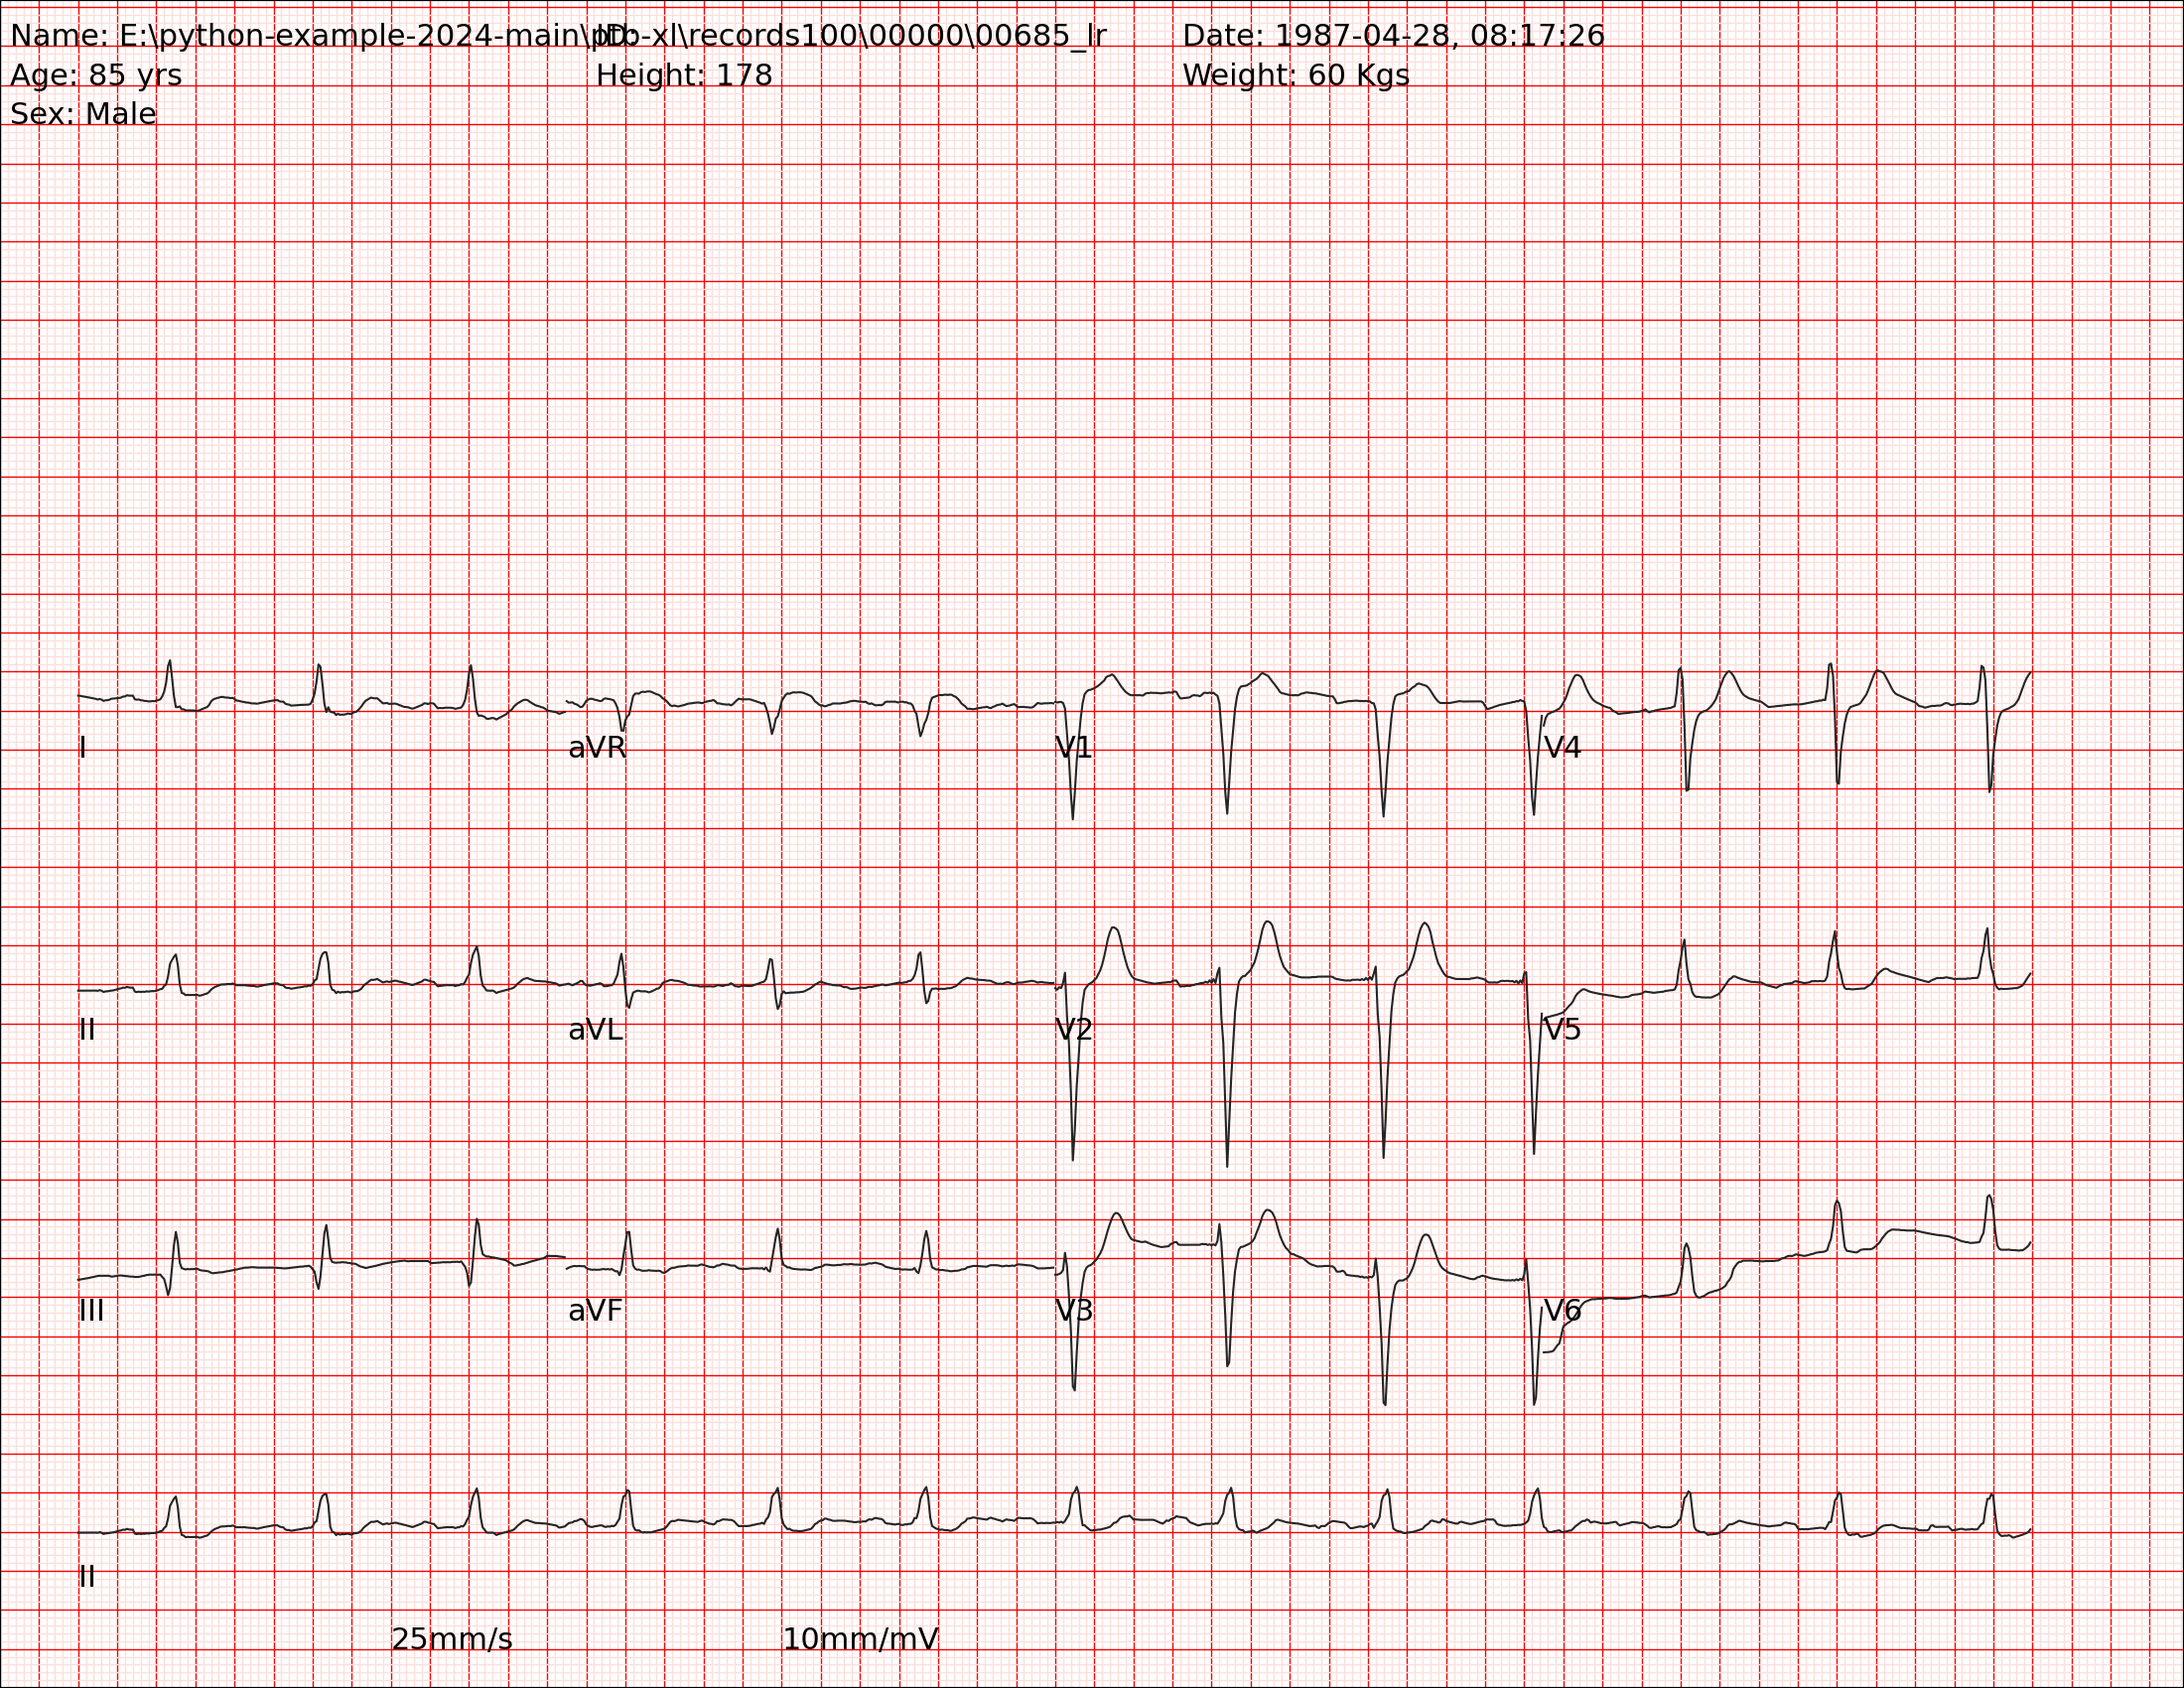 Name: E:\python-example-2024-main\ptb-xl\records100\00000\00685_lr ID: Date: 1987-04-28, 08:17:26
Age: 85 yrs Height: 178 Weight: 60 Kgs
Sex: Male
I aVR V1 V4
II aVL V2 V5
III aVF V3 V6
II
25mm/s 10mm/mV